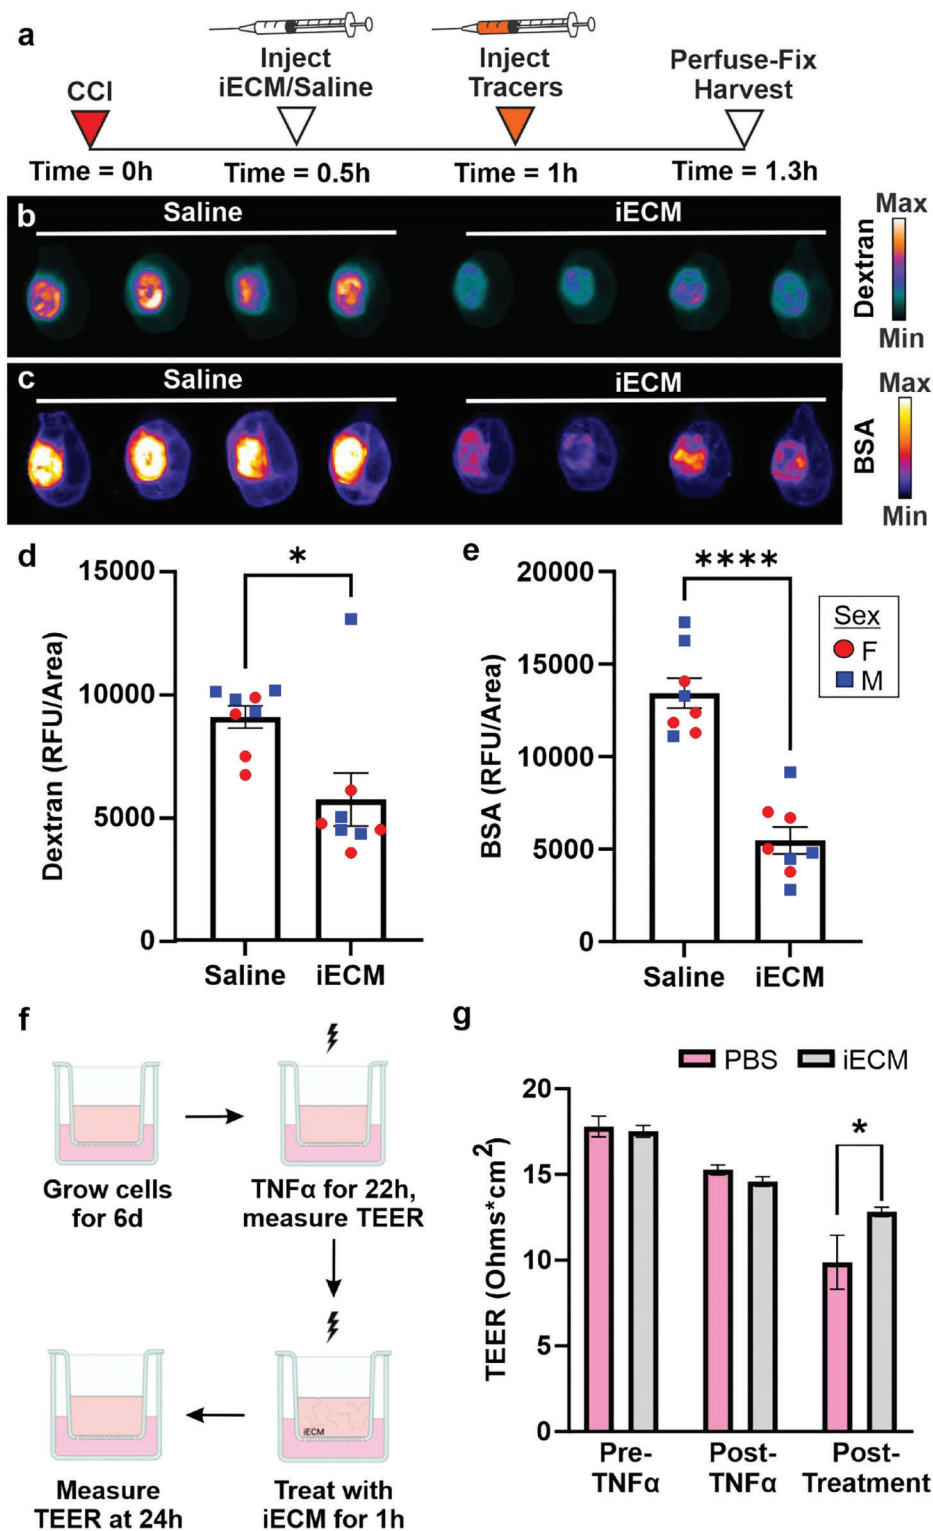 a
Inject
iECM/Saline
Inject
Tracers
Perfuse-Fix
Harvest
CCI
Time = 0h
Time = 0.5h
Time = 1h
Time = 1.3h
b
Saline
iECM
Max
Dextran
Min
c
Saline
iECM
Max
BSA
Min
d
*
15000
10000
5000
0
Dextran (RFU/Area)
Saline
iECM
e
****
20000
15000
10000
5000
0
BSA (RFU/Area)
Saline
iECM
Sex
F
M
f
Grow cells
for 6d
TNFα for 22h,
measure TEER
iECM
Measure
TEER at 24h
Treat with
iECM for 1h
g
PBS
iECM
20
15
10
5
0
TEER (Ohms*cm²)
*
Pre-
TNFα
Post-
TNFα
Post-
Treatment